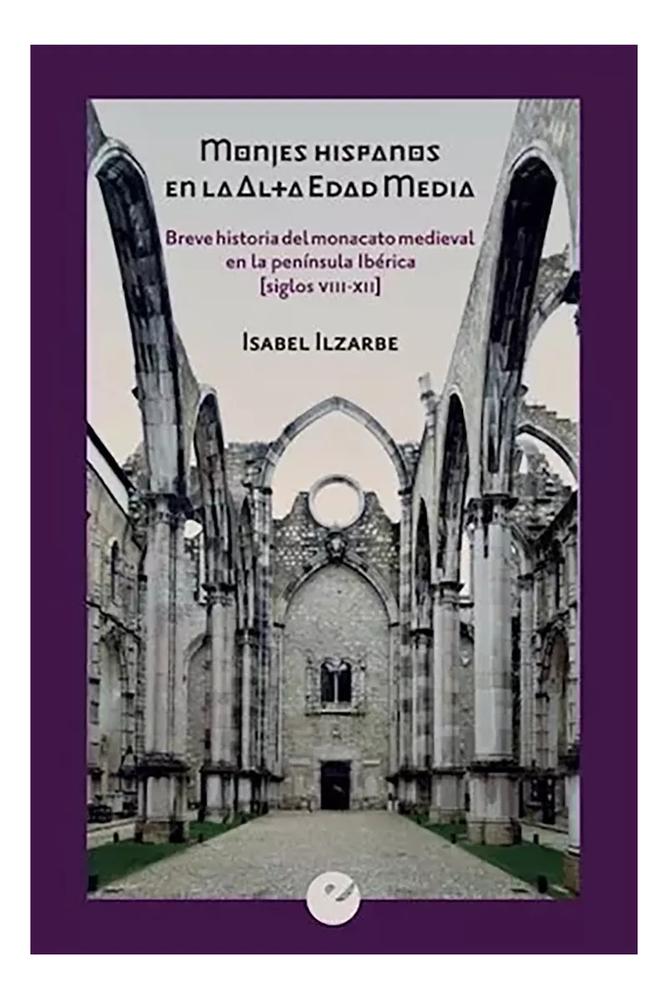 Monjes hispanos
en la Alta Edad Media
Breve historia del monacato medieval
en la península Ibérica
[siglos VIII-XII]
Isabel Ilzarbe
e